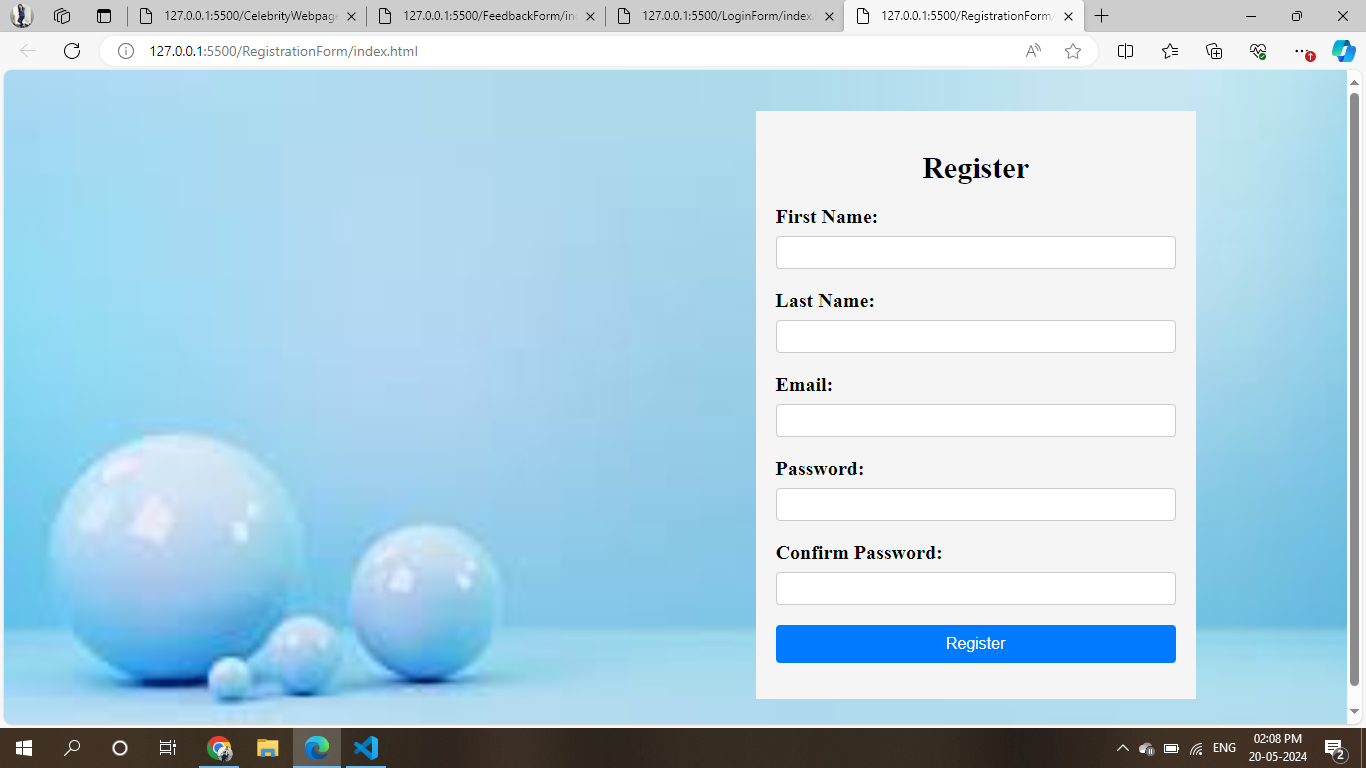 127.0.0.1:5500/CelebrityWebpage
127.0.0.1:5500/FeedbackForm/in
127.0.0.1:5500/LoginForm/index.
127.0.0.1:5500/RegistrationForm/
127.0.0.1:5500/RegistrationForm/index.html
Register
First Name:
Last Name:
Email:
Password:
Confirm Password:
Register
ENG
02:08 PM
20-05-2024
2